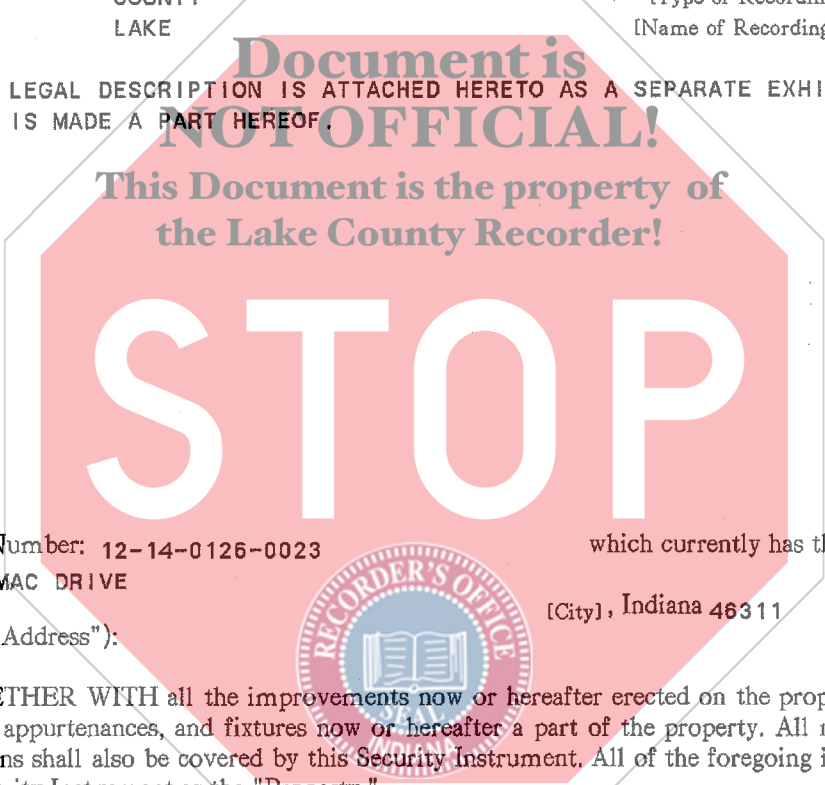 COUNTY
LAKE
[Name of Recording
Document is
LEGAL DESCRIPTION IS ATTACHED HERETO AS A SEPARATE EXHI
IS MADE A PART HEREOF.
NOT OFFICIAL!
This Document is the property of
the Lake County Recorder!
STOP
Number: 12-14-0126-0023 which currently has th
MAC DRIVE
[City], Indiana 46311
Address"):
RECORDER'S OFFICE
SEAL
INDIANA
ETHER WITH all the improvements now or hereafter erected on the prop
appurtenances, and fixtures now or hereafter a part of the property. All
ns shall also be covered by this Security Instrument. All of the foregoing i